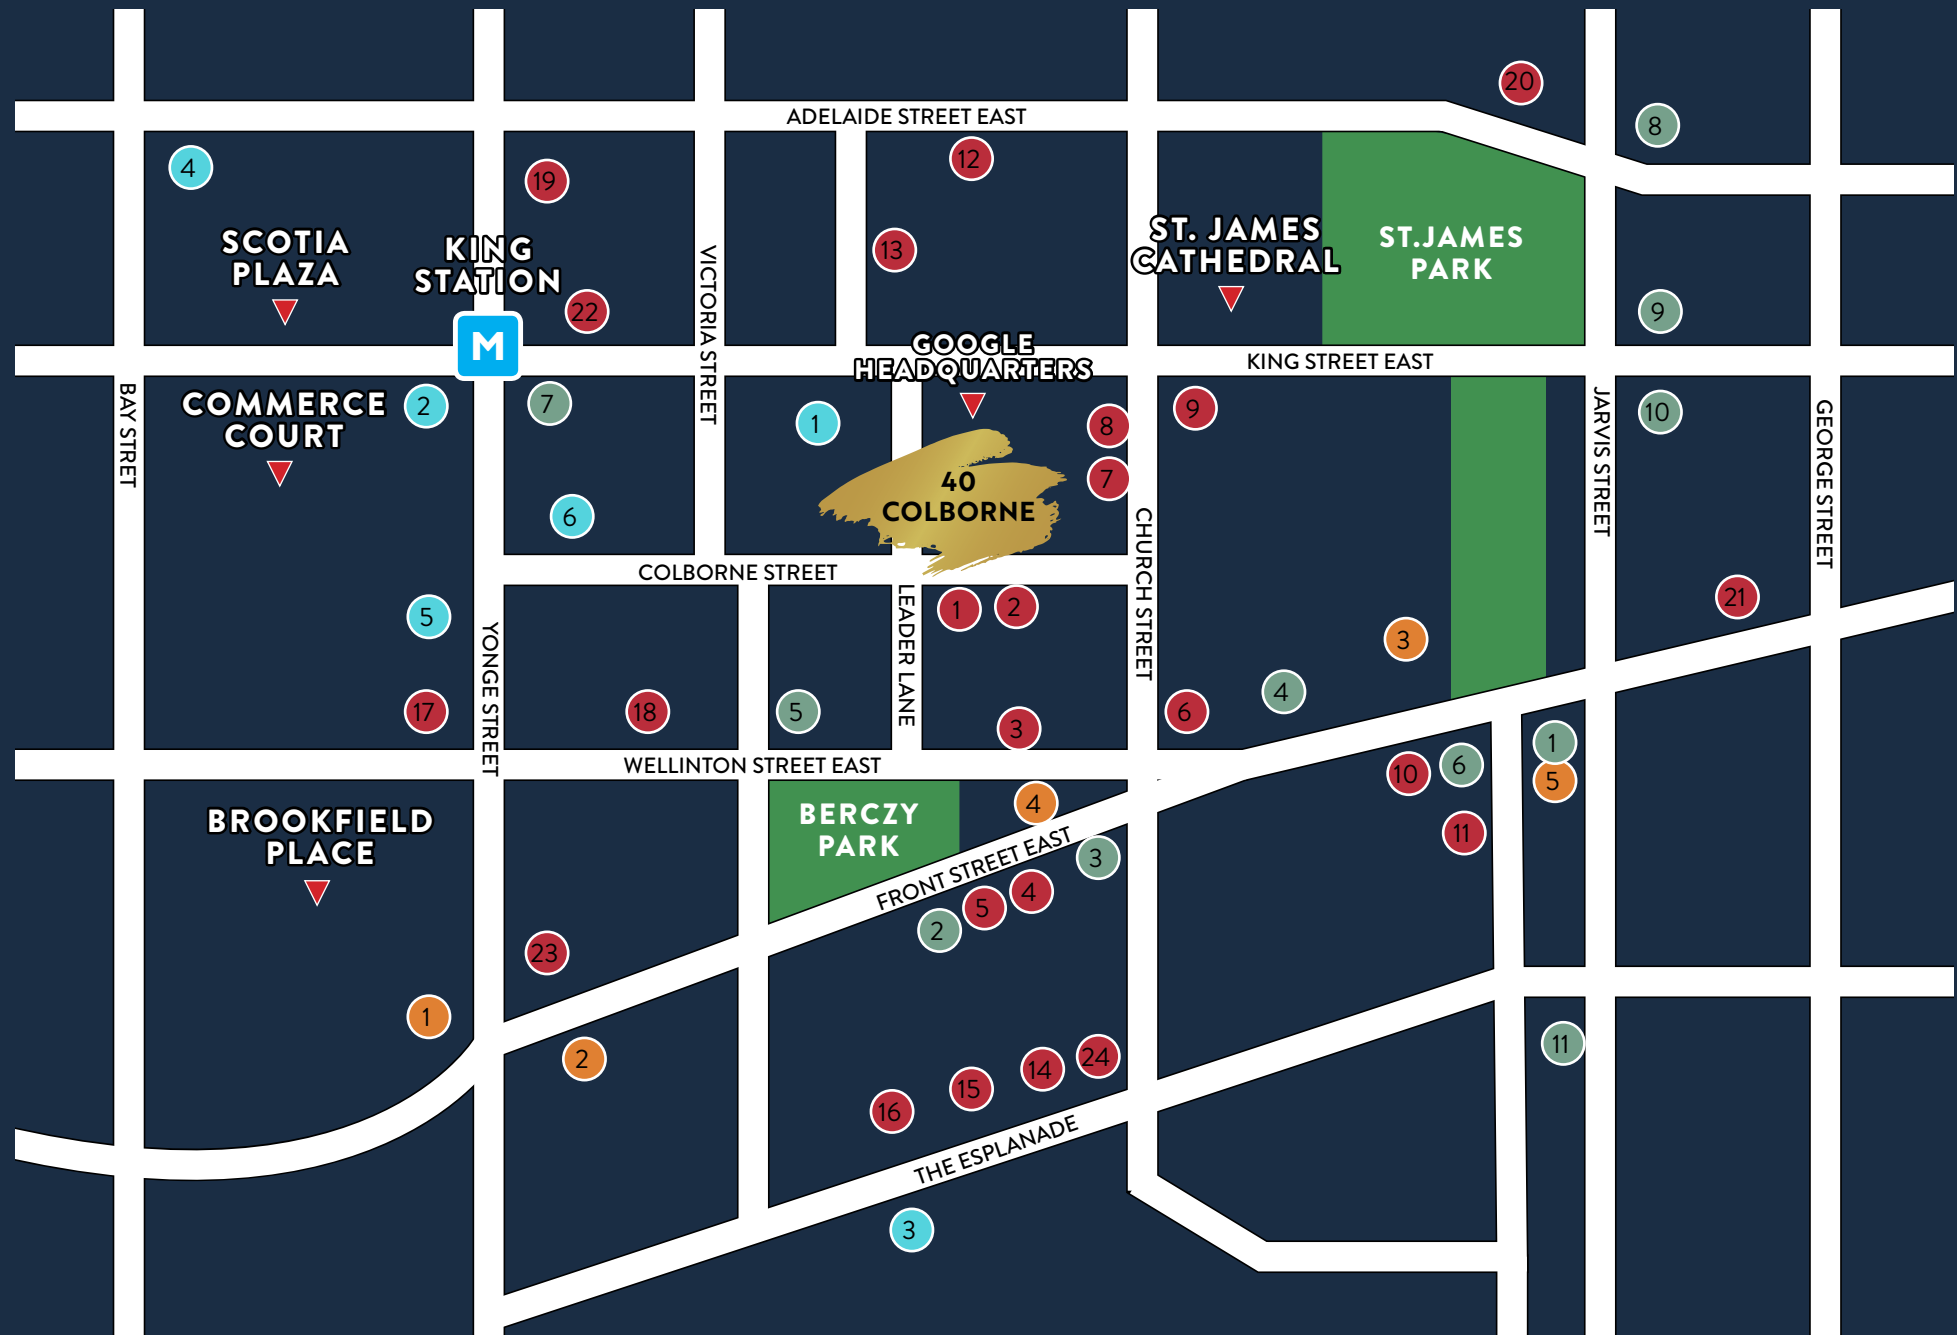 20
ADELAIDE STREET EAST
8
4
12
19
ST. JAMES
CATHEDRAL
ST.JAMES
PARK
SCOTIA
PLAZA
KING
STATION
13
VICTORIA STREET
22
9
M
GOOGLE
HEADQUARTERS
KING STREET EAST
BAY STREET
COMMERCE
COURT
2
7
1
8
9
10
JARVIS STREET
GEORGE STREET
7
40
COLBORNE
6
CHURCH STREET
COLBORNE STREET
LEADER LANE
1
2
21
5
YONGE STREET
3
4
17
18
5
3
6
WELLINTON STREET EAST
1
10
6
5
BROOKFIELD
PLACE
BERCZY
PARK
4
FRONT STREET EAST
11
3
4
5
2
23
1
2
11
24
14
15
16
THE ESPLANADE
3